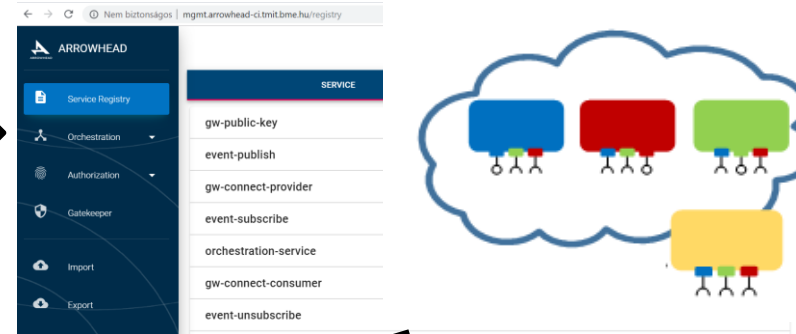 Nem biztonságos | mgmt.arrowhead-ci.tmit.bme.hu/registry
ARROWHEAD
SERVICE
Service Registry
gw-public-key
Orchestration
event-publish
Authorization
gw-connect-provider
Gatekeeper
event-subscribe
orchestration-service
Import
gw-connect-consumer
Export
event-unsubscribe